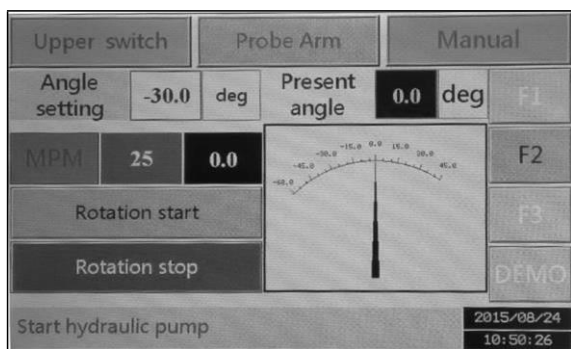 Upper switch
Probe Arm
Manual
Angle setting
-30.0
deg
Present angle
0.0
deg
F1
MPM
25
0.0
F2
-60.0
-45.0
-30.0
-15.0
0.0
15.0
45.0
Rotation start
F3
Rotation stop
DEMO
Start hydraulic pump
2015/08/24
10:50:26